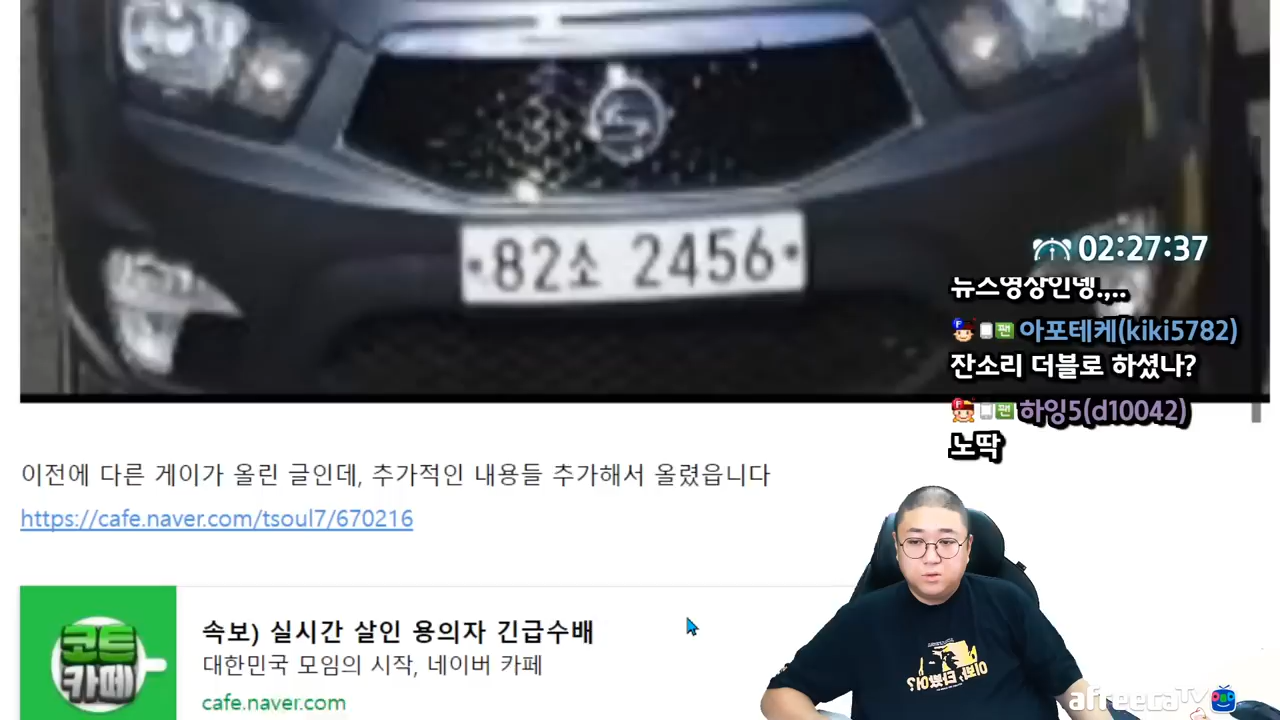 82소 2456
02:27:37
뉴스영상인넹.,..
아포테케(kiki5782)
잔소리 더블로 하셨나?
하잉5(d10042)
노딱
이전에 다른 게이가 올린 글인데, 추가적인 내용들 추가해서 올렸읍니다
https://cafe.naver.com/tsoul7/670216
코든
카페
속보) 실시간 살인 용의자 긴급수배
대한민국 모임의 시작, 네이버 카페
cafe.naver.com
afreecaTV